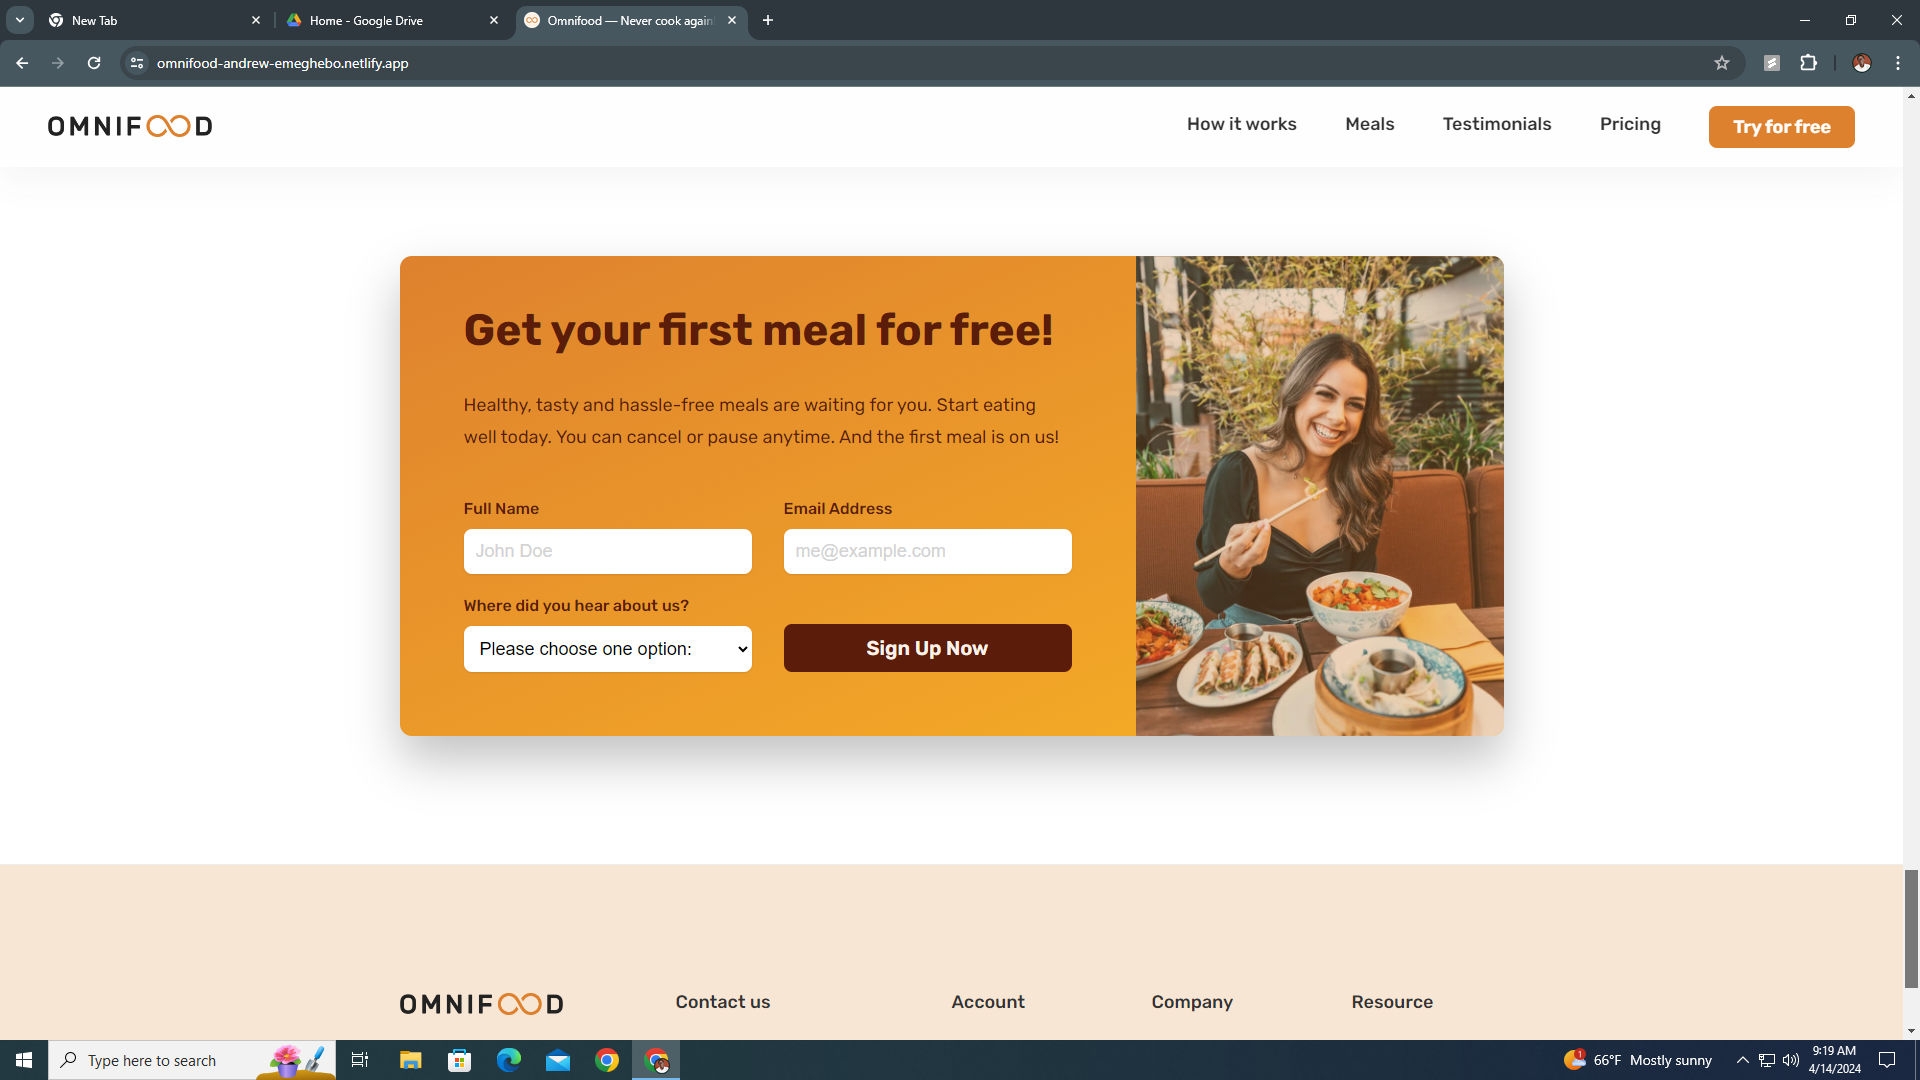 New Tab
Home - Google Drive
Omnifood — Never cook again
omnifood-andrew-emeghebo.netlify.app
OMNIFOOD
How it works
Meals
Testimonials
Pricing
Try for free
Get your first meal for free!
Healthy, tasty and hassle-free meals are waiting for you. Start eating
well today. You can cancel or pause anytime. And the first meal is on us!
Full Name
Email Address
John Doe
me@example.com
Where did you hear about us?
Please choose one option:
Sign Up Now
OMNIFOOD
Contact us
Account
Company
Resource
Type here to search
1
66°F Mostly sunny
9:19 AM
4/14/2024